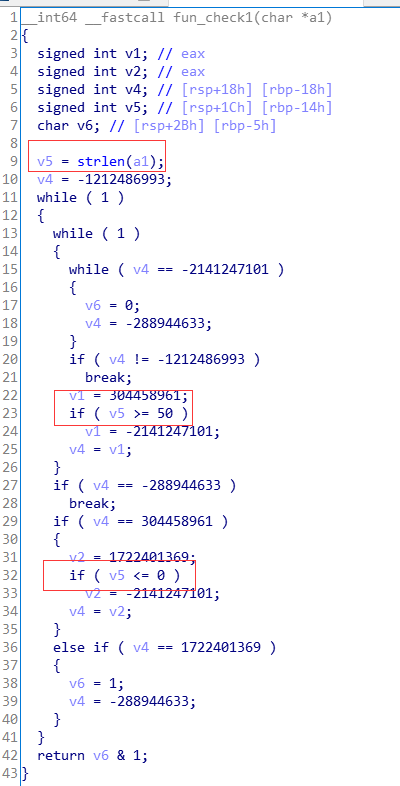 1 __int64 __fastcall fun_check1(char *a1)
2 {
3 signed int v1; // eax
4 signed int v2; // eax
5 signed int v4; // [rsp+18h] [rbp-18h]
6 signed int v5; // [rsp+1Ch] [rbp-14h]
7 char v6; // [rsp+2Bh] [rbp-5h]
8
9 v5 = strlen(a1);
10 v4 = -1212486993;
11 while ( 1 )
12 {
13 while ( 1 )
14 {
15 while ( v4 == -2141247101 )
16 {
17 v6 = 0;
18 v4 = -288944633;
19 }
20 if ( v4 != -1212486993 )
21 break;
22 v1 = 304458961;
23 if ( v5 >= 50 )
24 v1 = -2141247101;
25 v4 = v1;
26 }
27 if ( v4 == -288944633 )
28 break;
29 if ( v4 == 304458961 )
30 {
31 v2 = 1722401369;
32 if ( v5 <= 0 )
33 v2 = -2141247101;
34 v4 = v2;
35 }
36 else if ( v4 == 1722401369 )
37 {
38 v6 = 1;
39 v4 = -288944633;
40 }
41 }
42 return v6 & 1;
43 }